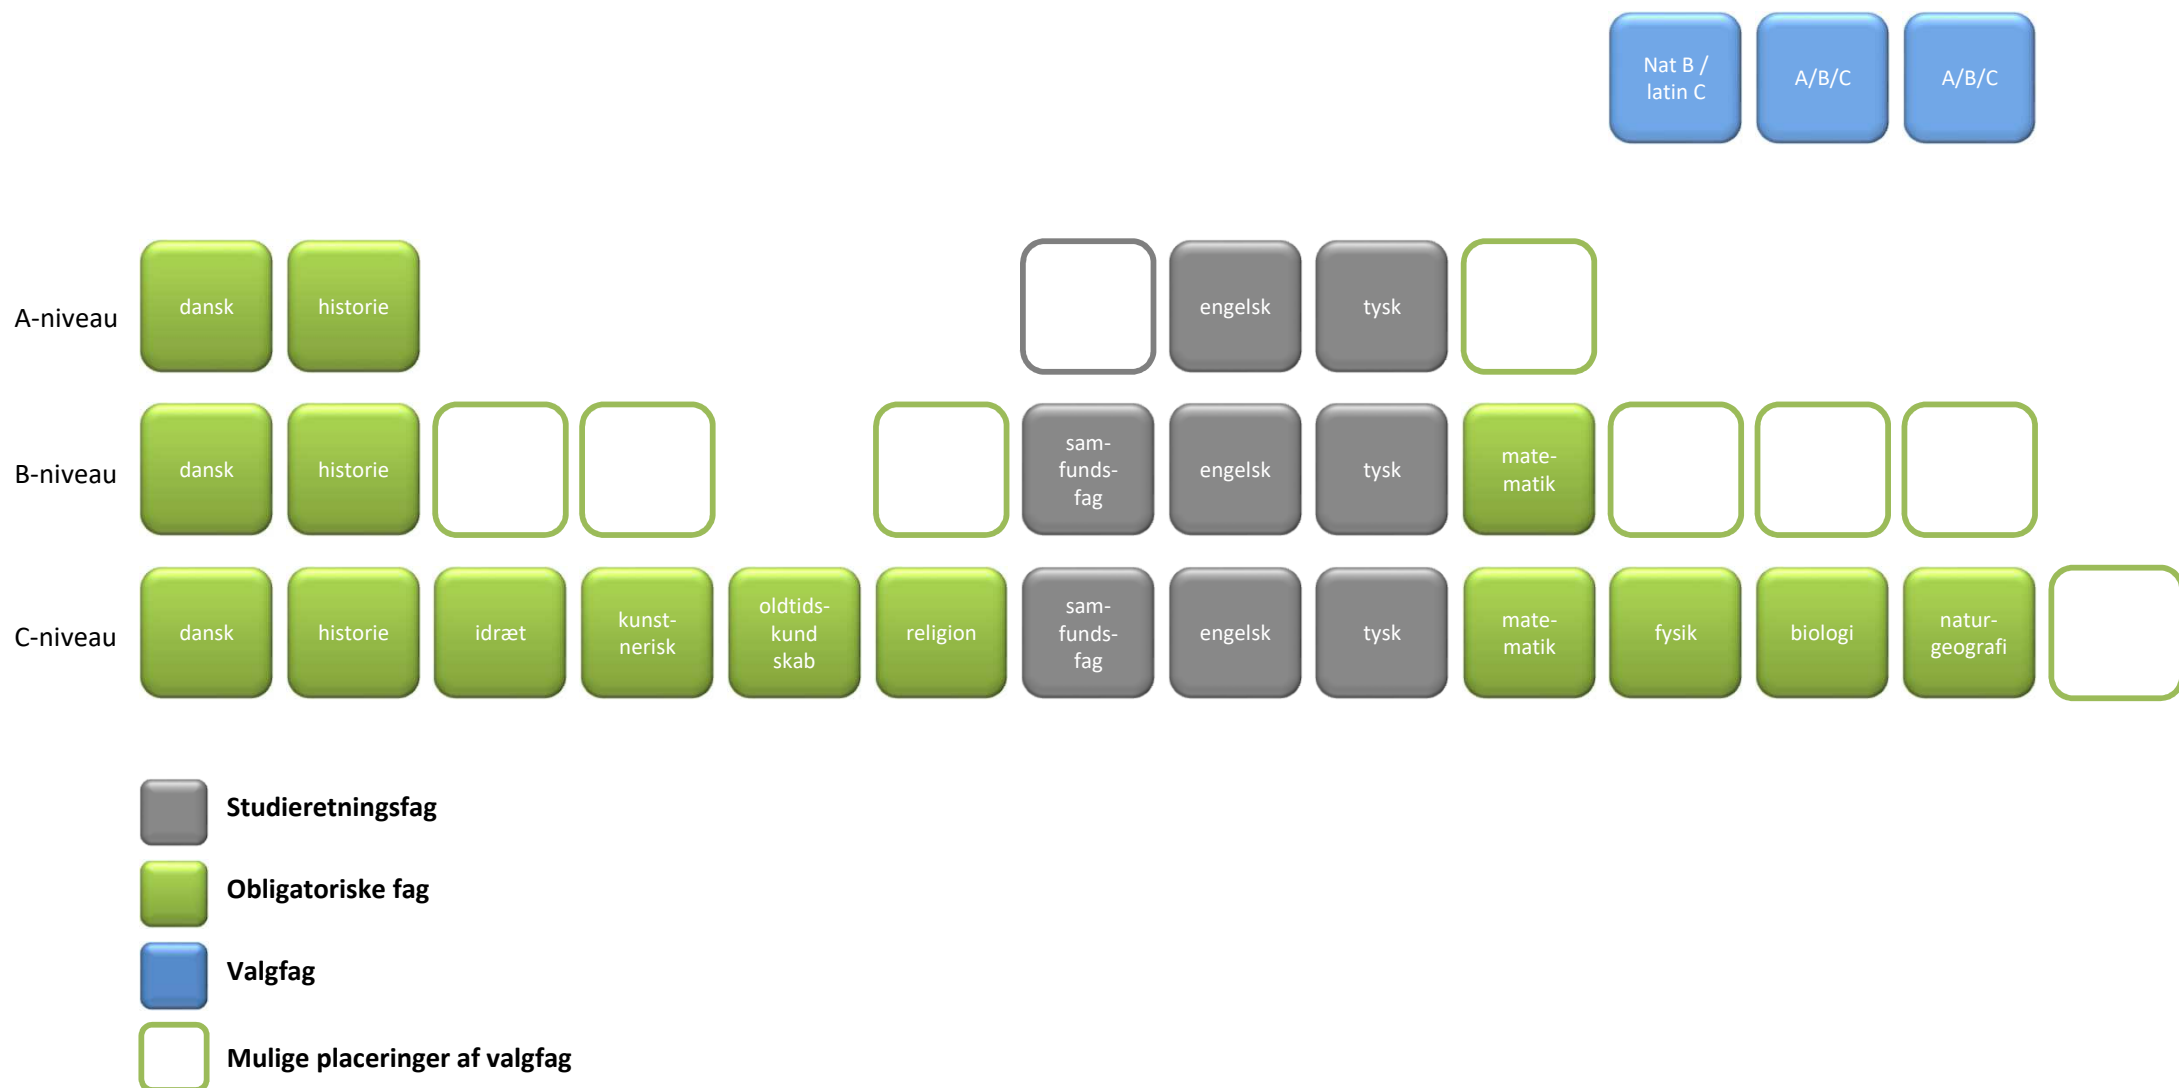 Nat B /
latin C
A/B/C
A/B/C
A-niveau
dansk
historie
engelsk
tysk
B-niveau
dansk
historie
sam-
funds-
fag
engelsk
tysk
mate-
matik
C-niveau
dansk
historie
idræt
kunst-
nerisk
oldtids-
kund
skab
religion
sam-
funds-
fag
engelsk
tysk
mate-
matik
fysik
biologi
natur-
geografi
Studieretningsfag
Obligatoriske fag
Valgfag
Mulige placeringer af valgfag